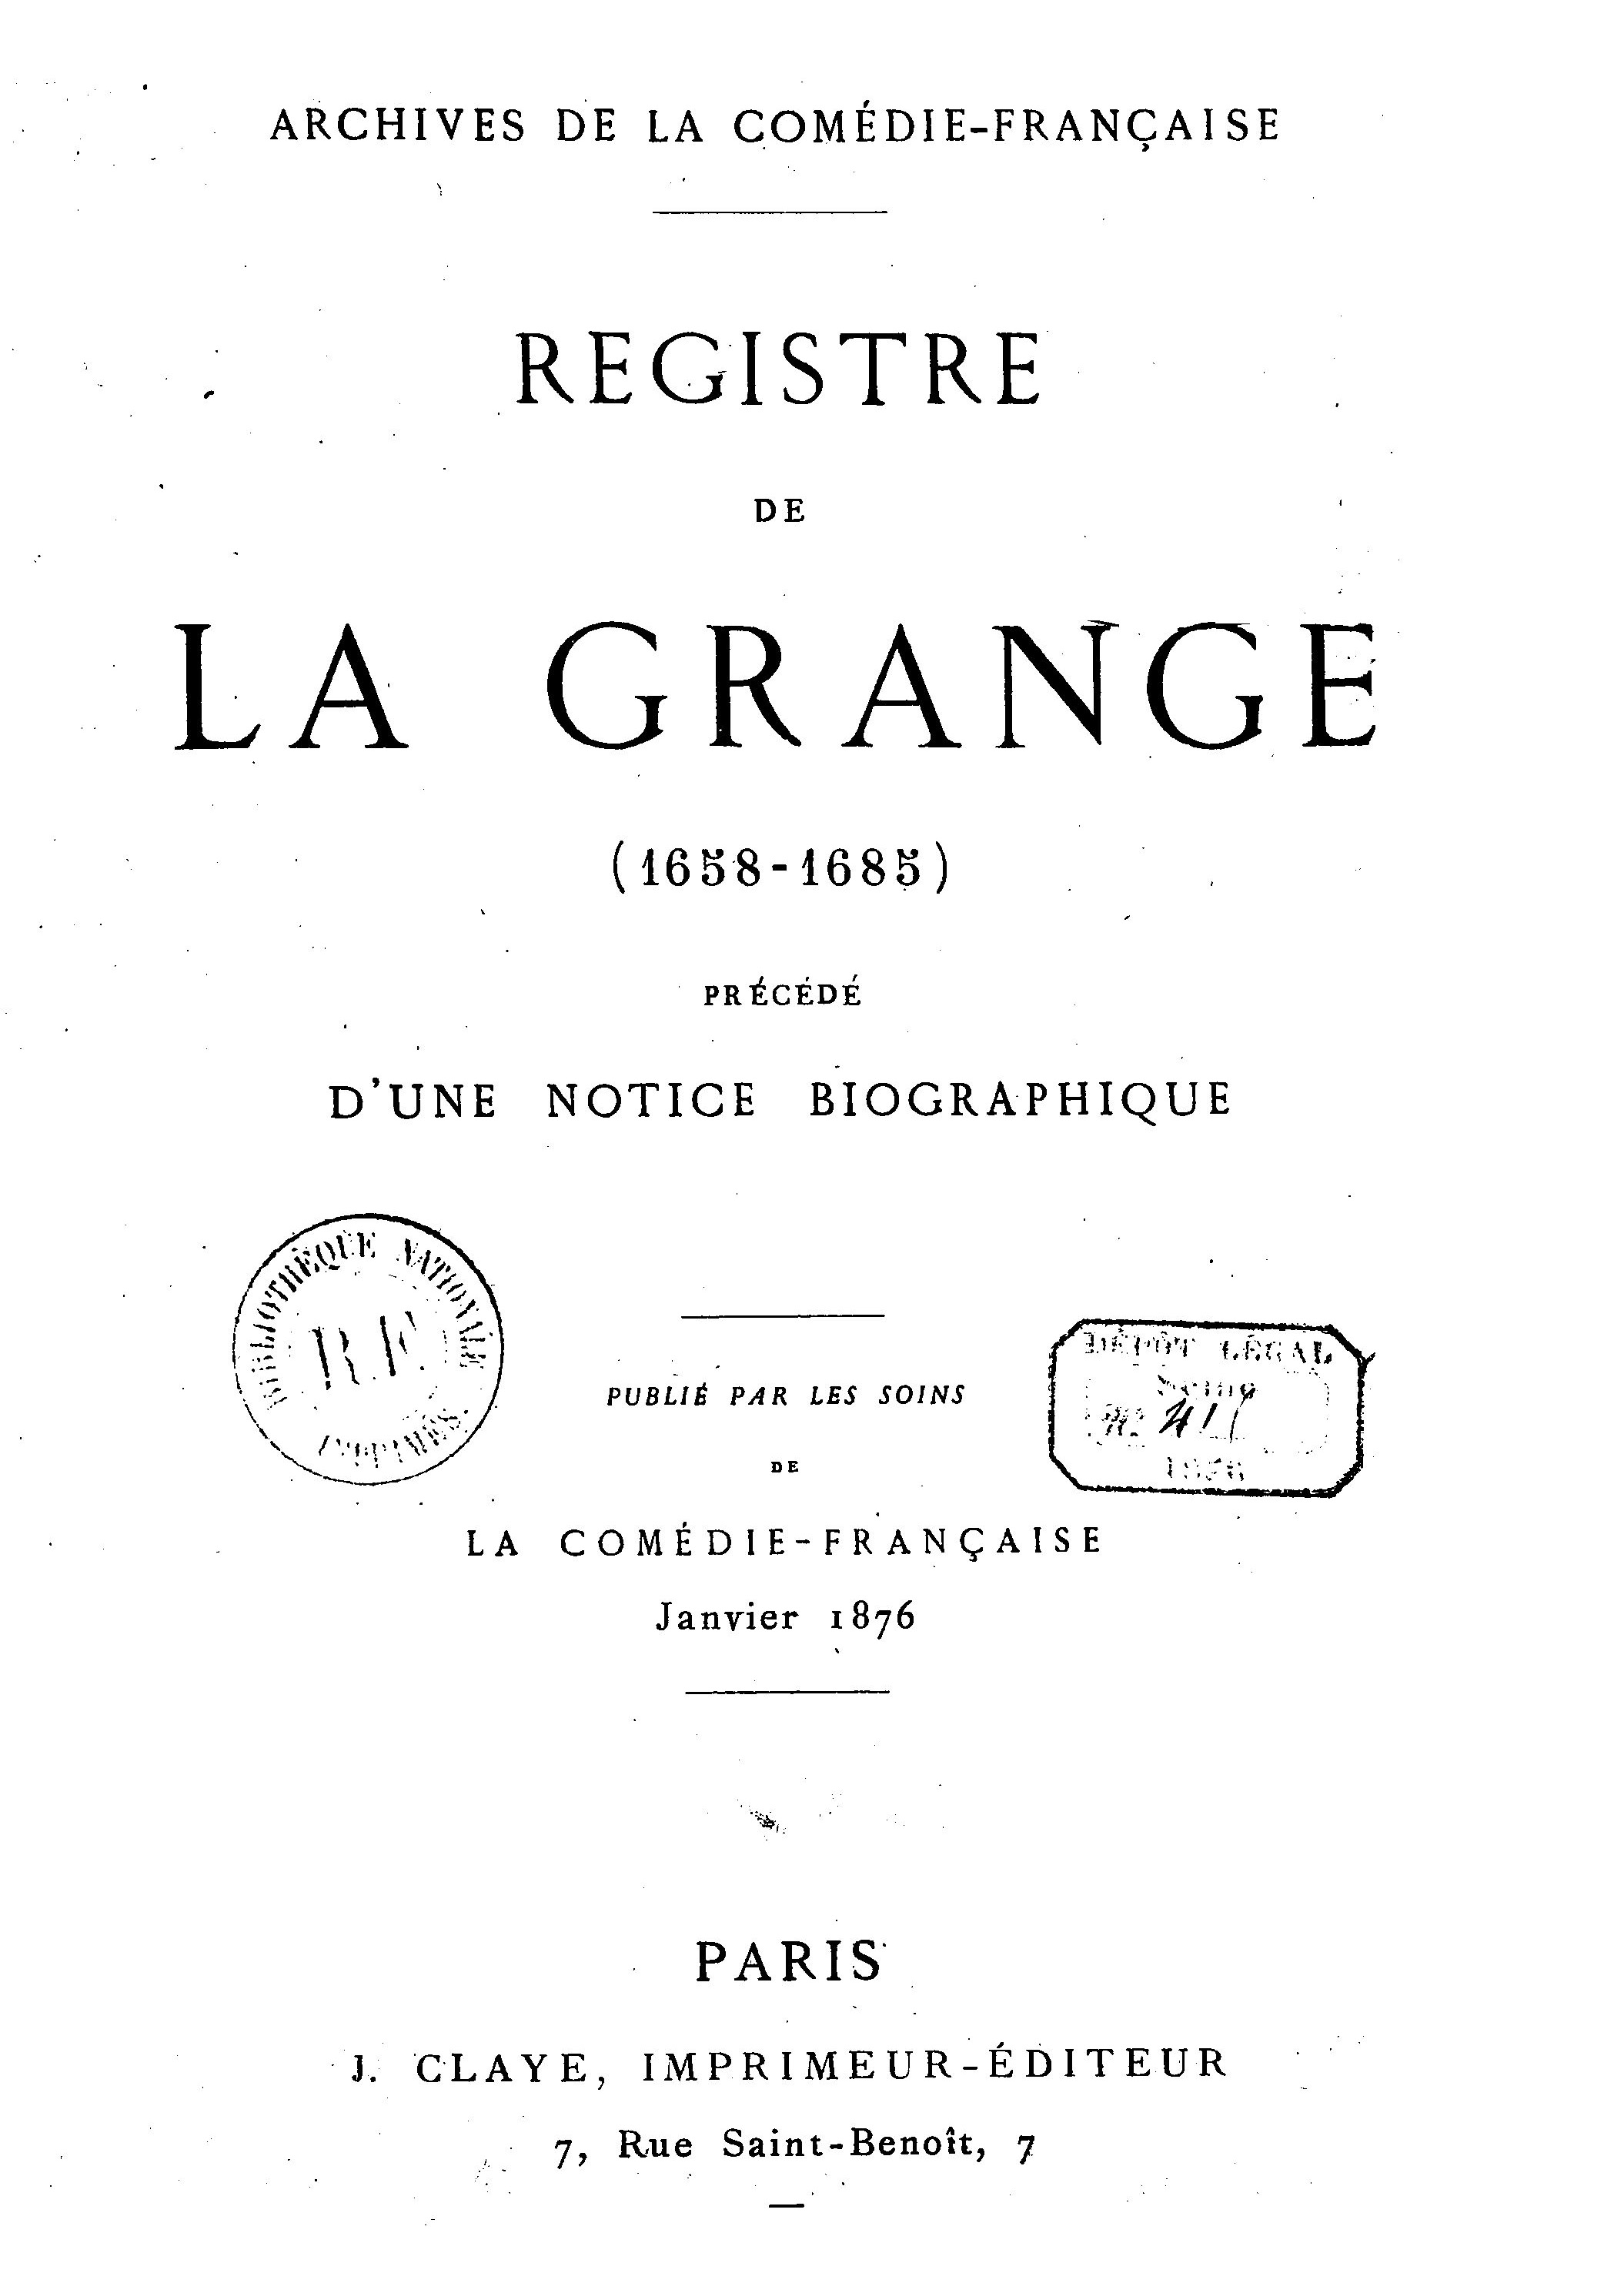 ARCHIVES DE LA COMÉDIE-FRANÇAISE
REGISTRE
DE
LA GRANGE
(1658-1685)
PRÉCÉDÉ
D'UNE NOTICE BIOGRAPHIQUE
BIBLIOTHÈQUE NATIONALE
R.F.
IMPRIMÉS.
DÉPÔT LÉGAL
Seine
1876
PUBLIÉ PAR LES SOINS
DE
LA COMÉDIE-FRANÇAISE
Janvier 1876
PARIS
J. CLAYE, IMPRIMEUR-ÉDITEUR
7, Rue Saint-Benoît, 7